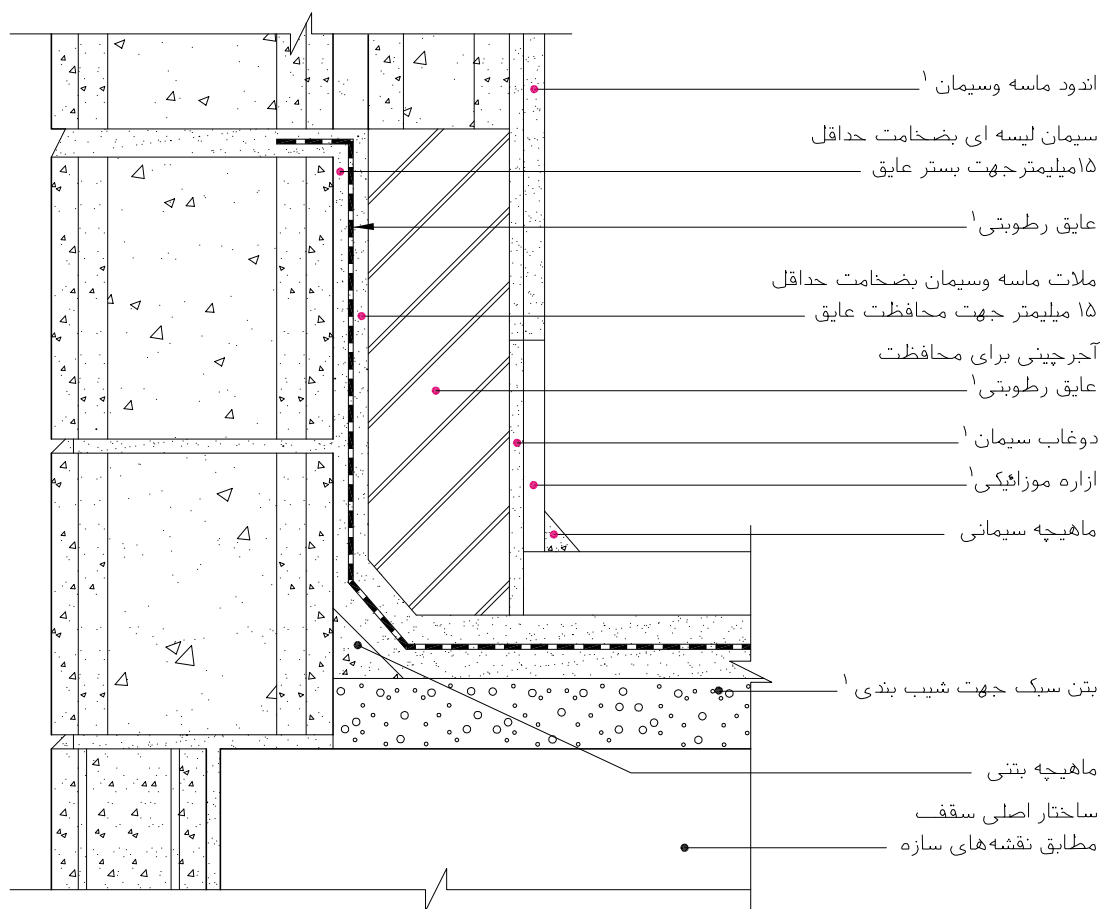 اندود ماسه وسیمان ۱
سیمان لیسه ای بضخامت حداقل
۱۵میلیمترجهت بستر عایق
عایق رطوبتی۱
ملات ماسه وسیمان بضخامت حداقل
۱۵ میلیمتر جهت محافظت عایق
آجرچینی برای محافظت
عایق رطوبتی۱
دوغاب سیمان ۱
ازاره موزائیکی۱
ماهیچه سیمانی
بتن سبک جهت شیب بندی ۱
ماهیچه بتنی
ساختار اصلی سقف
مطابق نقشه‌های سازه